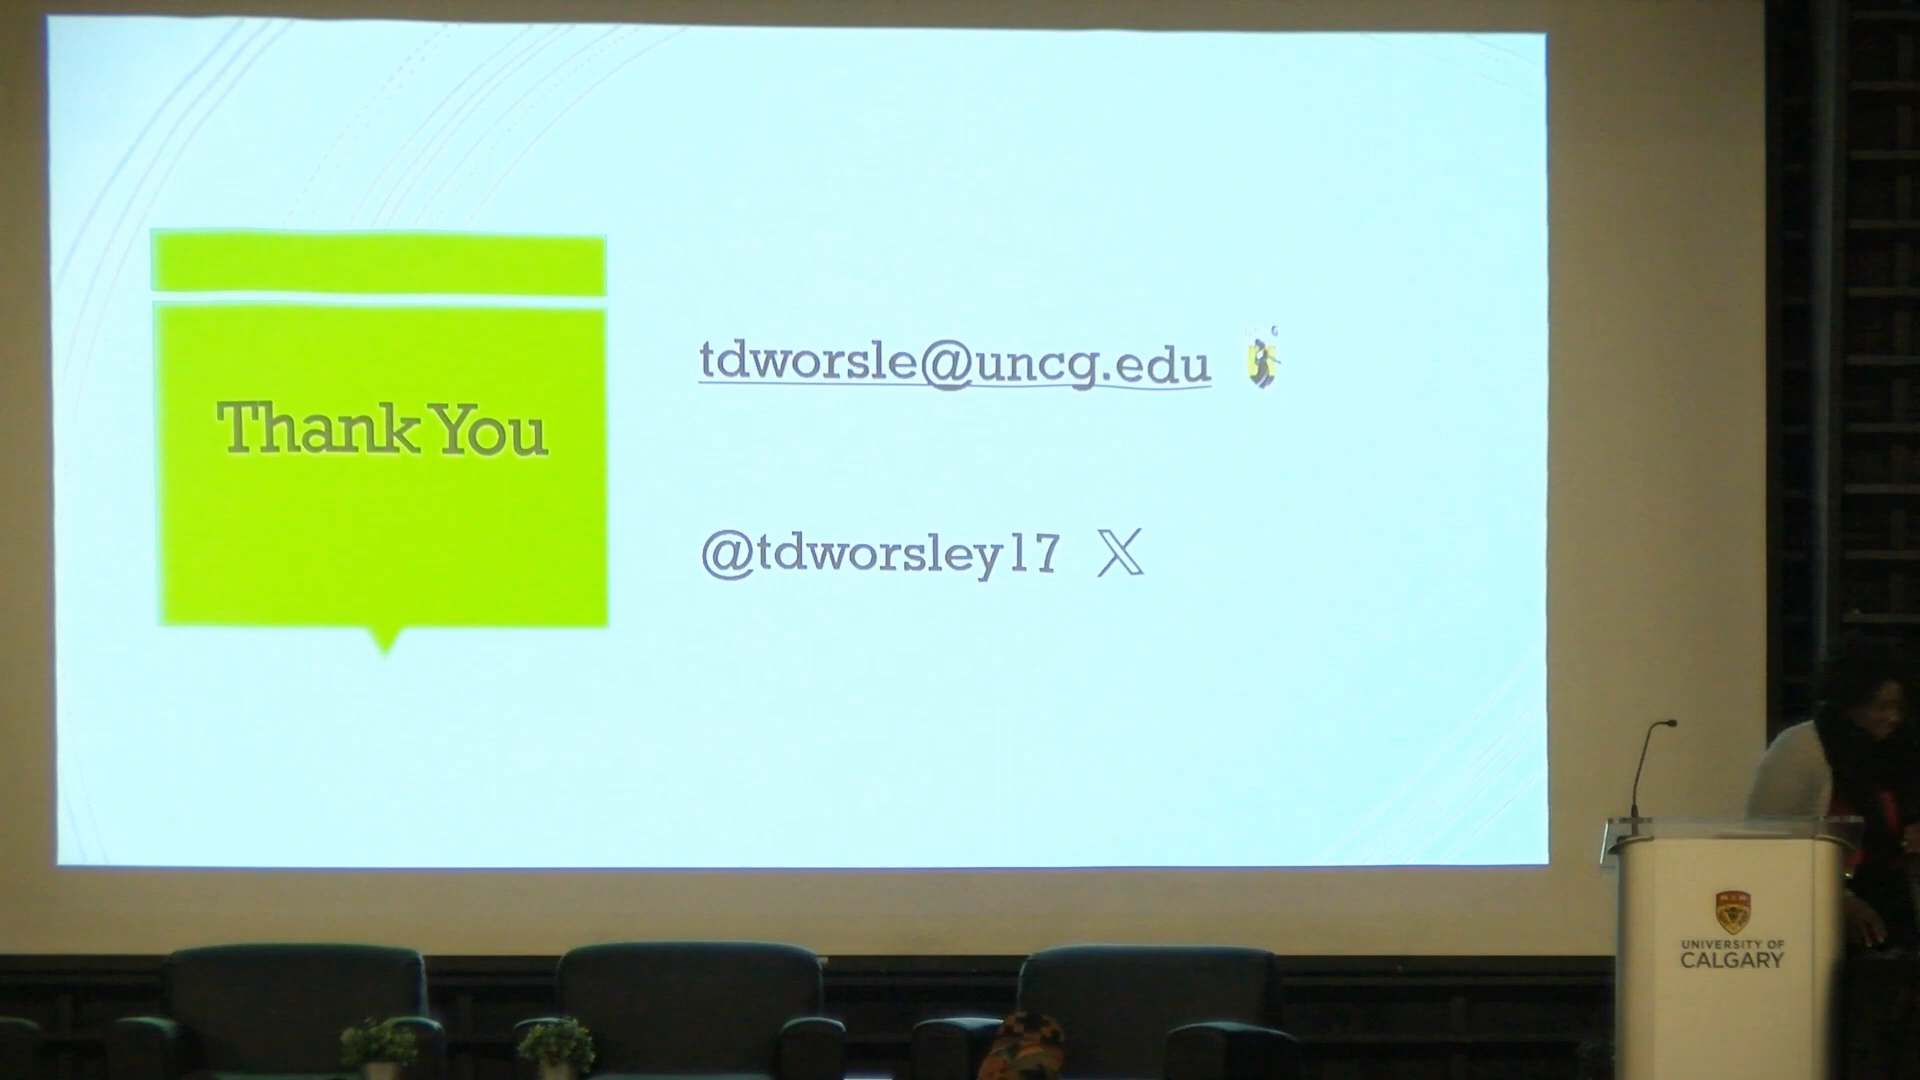 Thank You
tdworsle@uncg.edu
@tdworsley17 X
UNIVERSITY OF
CALGARY